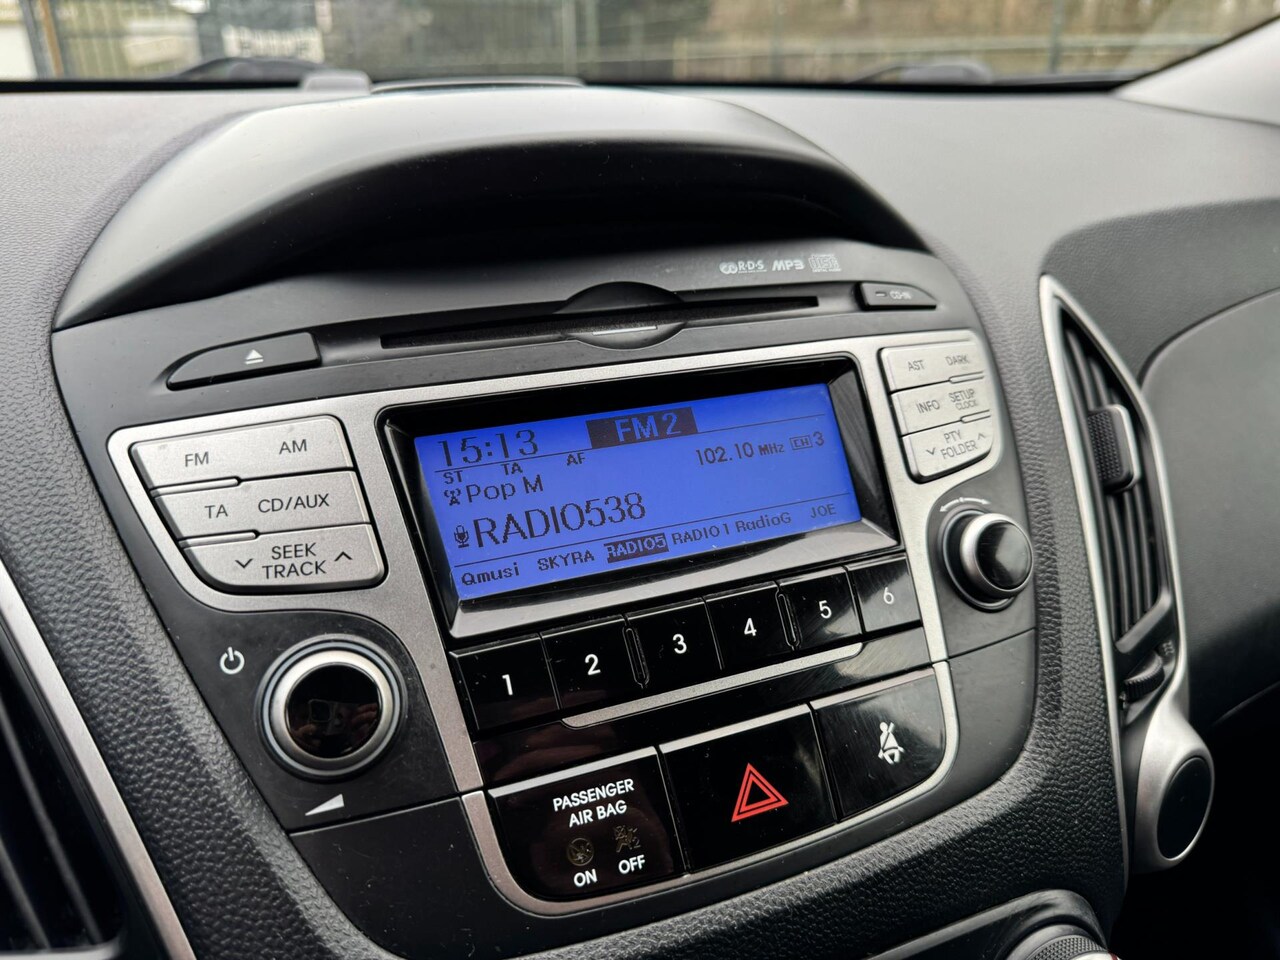 R·D·S MP3
CD-IN
AST DARK
INFO SETUP
CLOCK
PTY
FOLDER
FM AM
TA CD/AUX
SEEK
TRACK
15:13 FM2
ST TA AF 102.10 MHz CH 3
Pop M
RADIO538
Qmusi SKYRA RADIO5 RADIO1 RadioG JOE
1 2 3 4 5 6
PASSENGER
AIR BAG
ON OFF